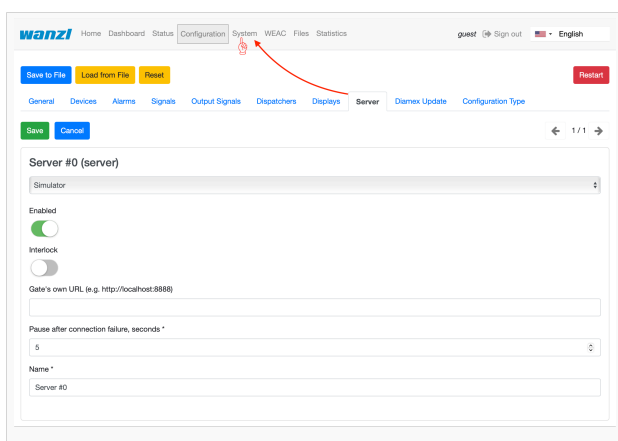 wanzl Home Dashboard Status Configuration System WEAC Files Statistics guest Sign out English
Save to File Load from File Reset Restart
General Devices Alarms Signals Output Signals Dispatchers Displays Server Diamex Update Configuration Type
Save Cancel 1 / 1
Server #0 (server)
Simulator
Enabled
Interlock
Gate's own URL (e.g. http://localhost:8888)
Pause after connection failure, seconds *
5
Name *
Server #0